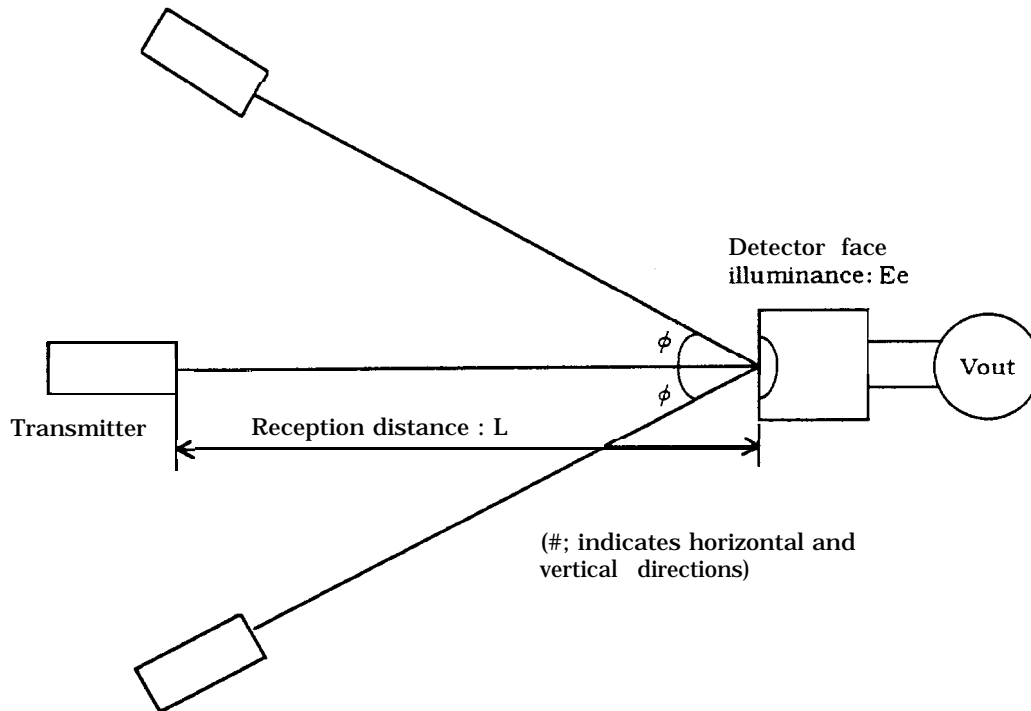 Detector face
illuminance: Ee
ϕ
ϕ
Vout
Transmitter
Reception distance : L
(#; indicates horizontal and
vertical directions)